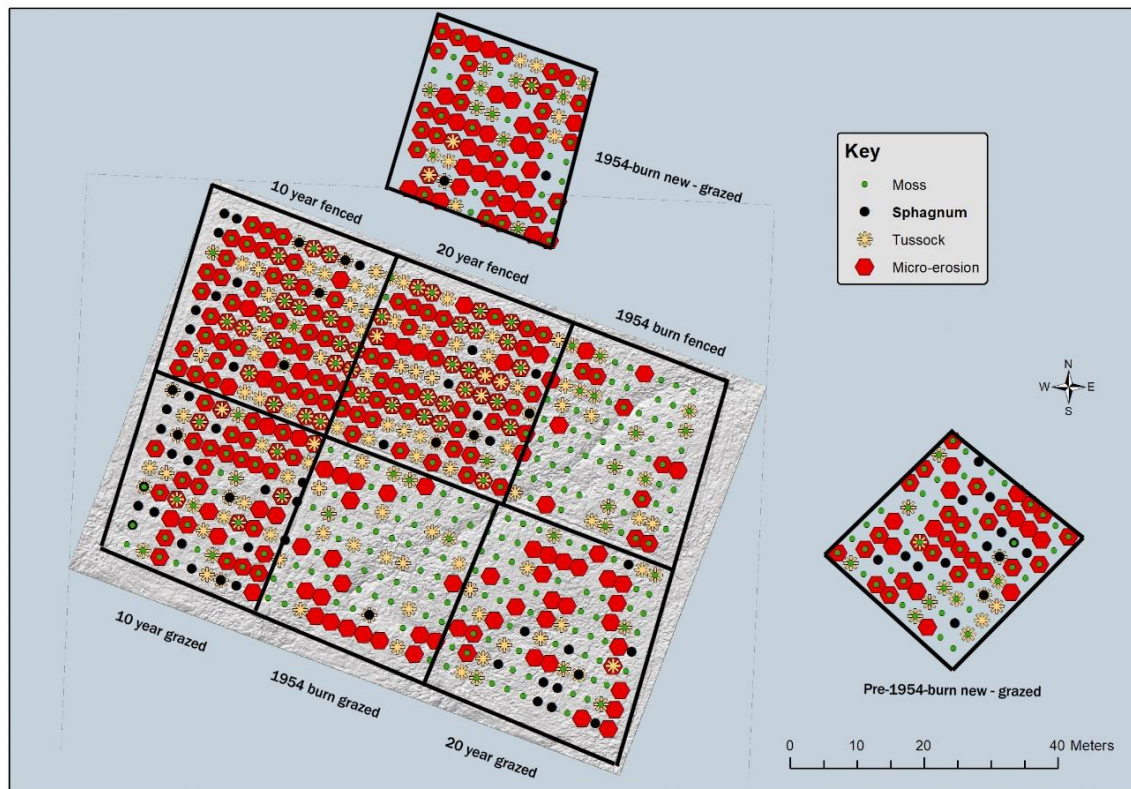 1954-burn new - grazed
Key
Moss
Sphagnum
Tussock
Micro-erosion
10 year fenced
20 year fenced
1954 burn fenced
N
W E
S
10 year grazed
1954 burn grazed
20 year grazed
Pre-1954-burn new - grazed
0 10 20 40 Meters